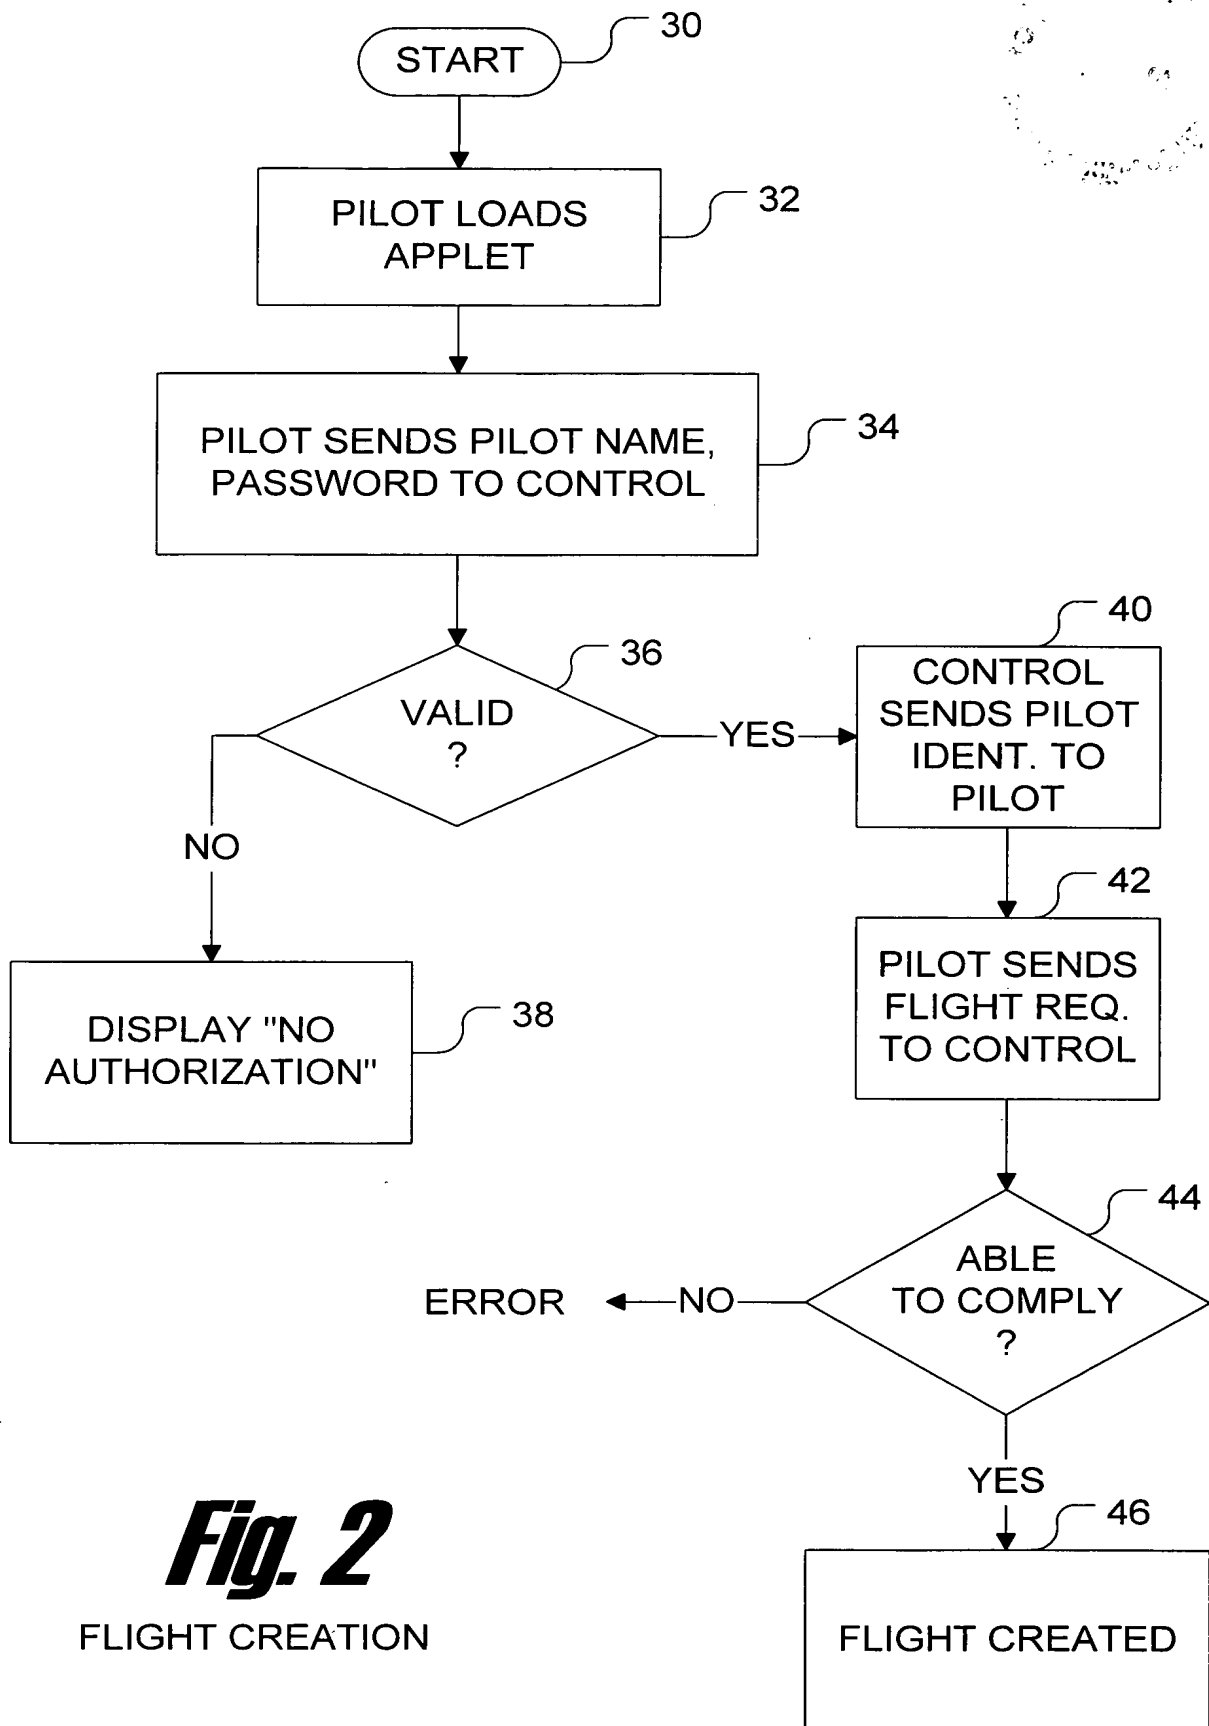 START
30
PILOT LOADS
APPLET
32
PILOT SENDS PILOT NAME,
PASSWORD TO CONTROL
34
VALID
?
36
YES
NO
CONTROL
SENDS PILOT
IDENT. TO
PILOT
40
DISPLAY "NO
AUTHORIZATION"
38
PILOT SENDS
FLIGHT REQ.
TO CONTROL
42
ABLE
TO COMPLY
?
44
NO
ERROR
YES
FLIGHT CREATED
46
Fig. 2
FLIGHT CREATION